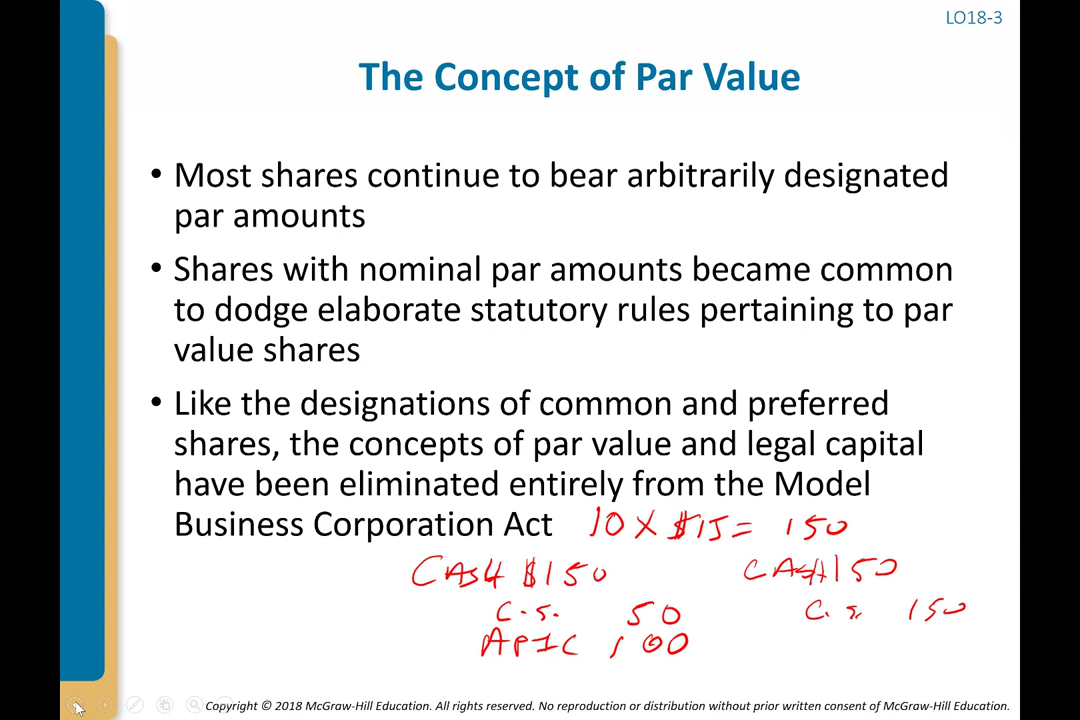 LO18-3
The Concept of Par Value
• Most shares continue to bear arbitrarily designated
par amounts
• Shares with nominal par amounts became common
to dodge elaborate statutory rules pertaining to par
value shares
• Like the designations of common and preferred
shares, the concepts of par value and legal capital
have been eliminated entirely from the Model
Business Corporation Act 10 X $15 = 150
CASH $150 CASH 150
C.S. 50 C.S. 150
APIC 100
Copyright © 2018 McGraw-Hill Education. All rights reserved. No reproduction or distribution without prior written consent of McGraw-Hill Education.